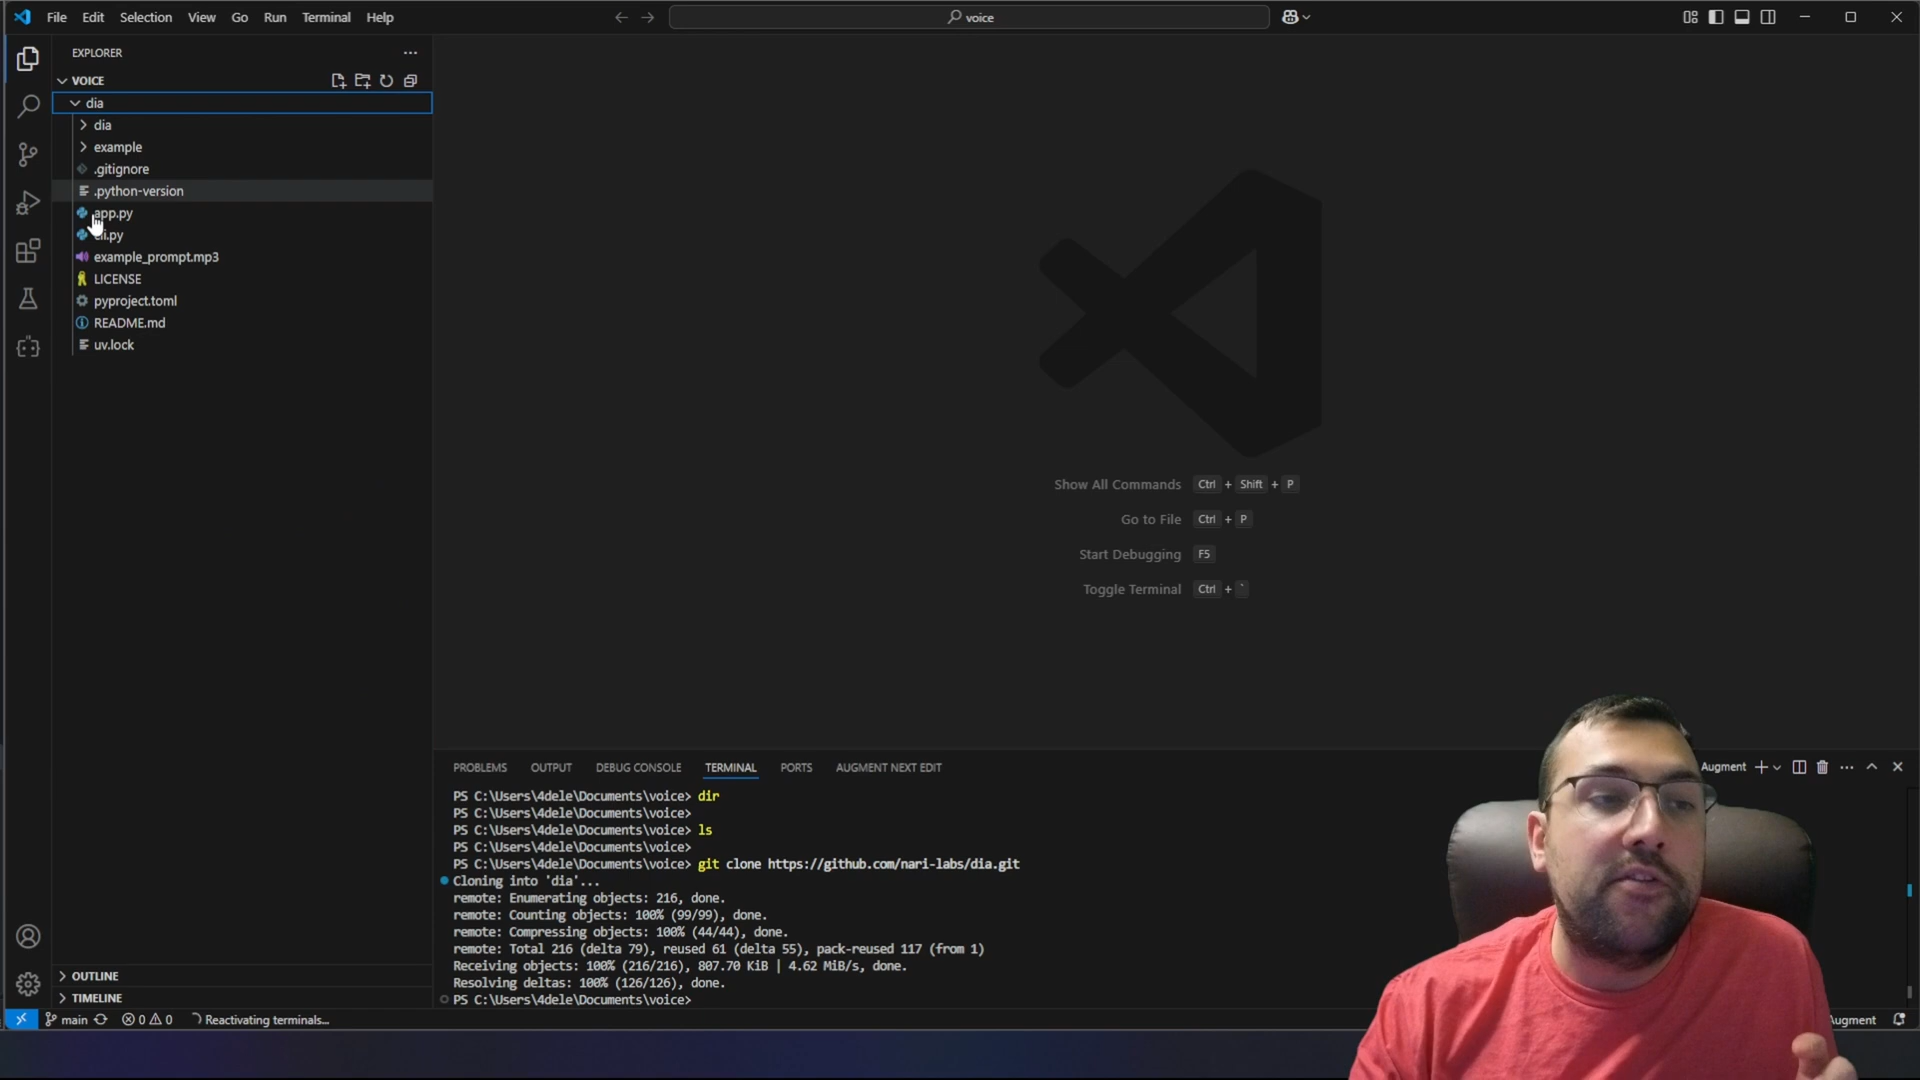 File Edit Selection View Go Run Terminal Help
voice
EXPLORER
VOICE
dia
dia
example
.gitignore
.python-version
app.py
cli.py
example_prompt.mp3
LICENSE
pyproject.toml
README.md
uv.lock
Show All Commands Ctrl + Shift + P
Go to File Ctrl + P
Start Debugging F5
Toggle Terminal Ctrl + `
PROBLEMS OUTPUT DEBUG CONSOLE TERMINAL PORTS AUGMENT NEXT EDIT
Augment
PS C:\Users\4dele\Documents\voice> dir
PS C:\Users\4dele\Documents\voice>
PS C:\Users\4dele\Documents\voice> ls
PS C:\Users\4dele\Documents\voice>
PS C:\Users\4dele\Documents\voice> git clone https://github.com/nari-labs/dia.git
Cloning into 'dia'...
remote: Enumerating objects: 216, done.
remote: Counting objects: 100% (99/99), done.
remote: Compressing objects: 100% (44/44), done.
remote: Total 216 (delta 79), reused 61 (delta 55), pack-reused 117 (from 1)
Receiving objects: 100% (216/216), 807.70 KiB | 4.62 MiB/s, done.
Resolving deltas: 100% (126/126), done.
PS C:\Users\4dele\Documents\voice>
OUTLINE
TIMELINE
main 0 0 Reactivating terminals...
Augment